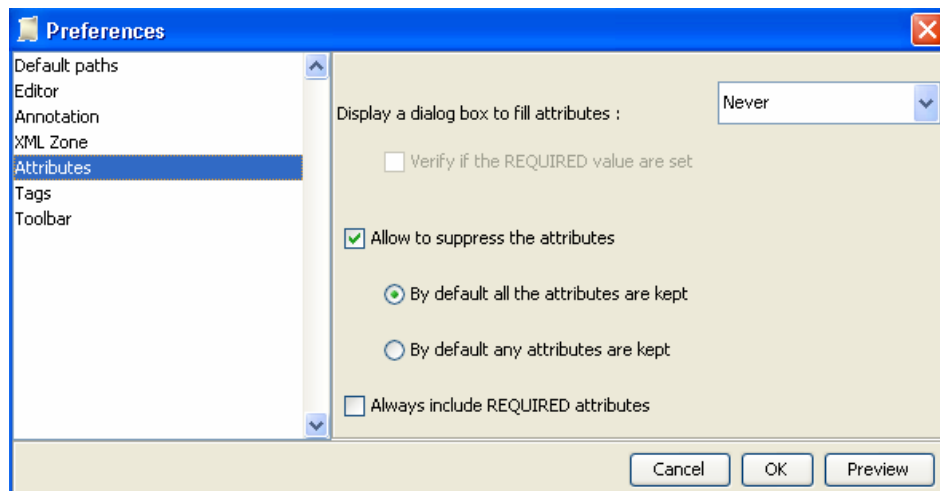 Preferences
Default paths
Editor
Annotation
XML Zone
Attributes
Tags
Toolbar
Display a dialog box to fill attributes :
Never
Verify if the REQUIRED value are set
Allow to suppress the attributes
By default all the attributes are kept
By default any attributes are kept
Always include REQUIRED attributes
Cancel
OK
Preview